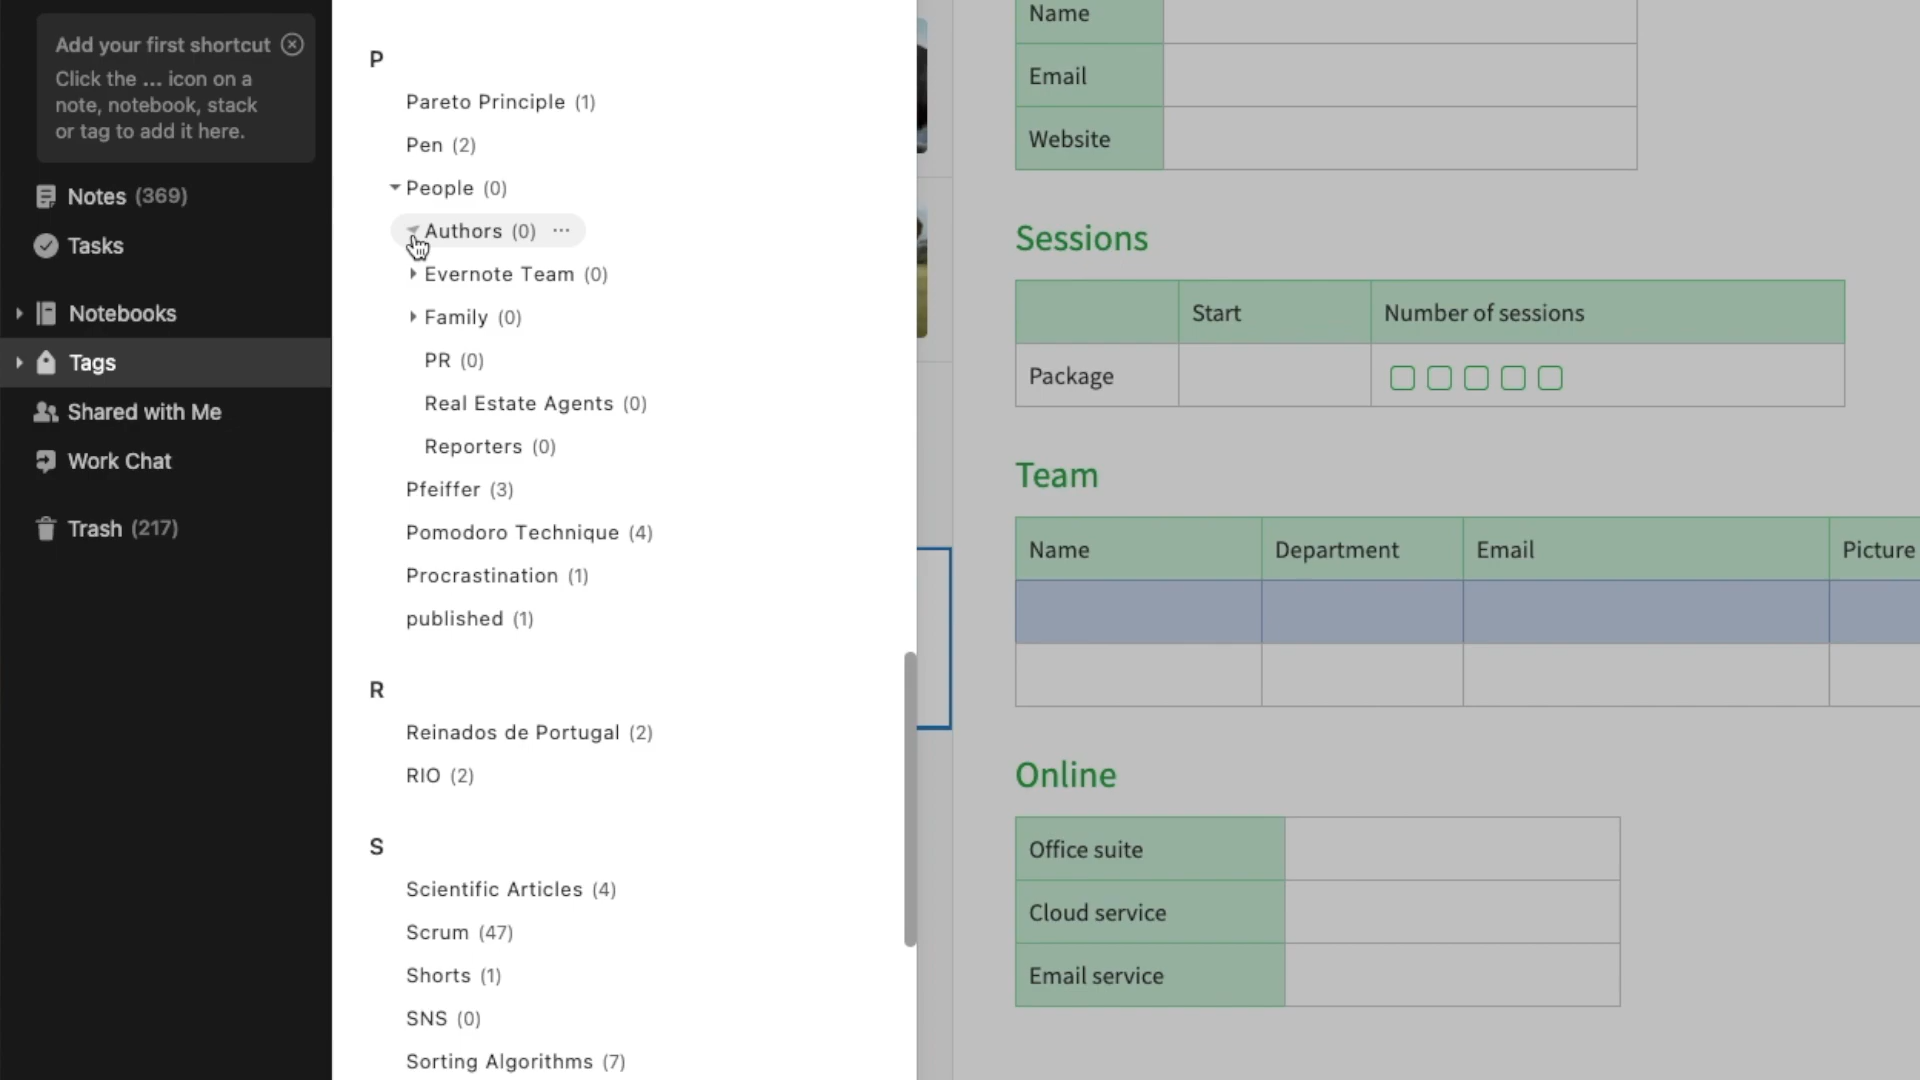 Add your first shortcut
Click the ... icon on a
note, notebook, stack
or tag to add it here.
Notes (369)
Tasks
Notebooks
Tags
Shared with Me
Work Chat
Trash (217)
P
Pareto Principle (1)
Pen (2)
People (0)
Authors (0) ...
Evernote Team (0)
Family (0)
PR (0)
Real Estate Agents (0)
Reporters (0)
Pfeiffer (3)
Pomodoro Technique (4)
Procrastination (1)
published (1)
R
Reinados de Portugal (2)
RIO (2)
S
Scientific Articles (4)
Scrum (47)
Shorts (1)
SNS (0)
Sorting Algorithms (7)
Name
Email
Website
Sessions
Start Number of sessions
Package
Team
Name Department Email Picture
Online
Office suite
Cloud service
Email service